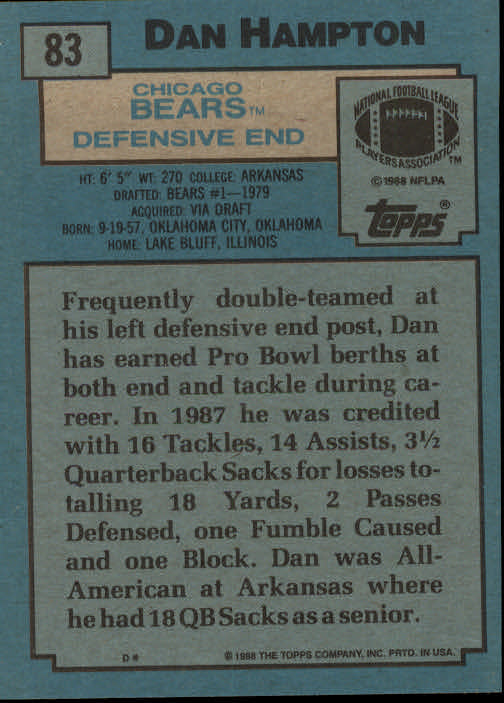 83
DAN HAMPTON
CHICAGO
BEARS™
DEFENSIVE END
NATIONAL FOOTBALL LEAGUE
PLAYERS ASSOCIATION™
©1988 NFLPA
Topps®
HT: 6' 5" WT: 270 COLLEGE: ARKANSAS
DRAFTED: BEARS #1—1979
ACQUIRED: VIA DRAFT
BORN: 9-19-57, OKLAHOMA CITY, OKLAHOMA
HOME: LAKE BLUFF, ILLINOIS
Frequently double-teamed at
his left defensive end post, Dan
has earned Pro Bowl berths at
both end and tackle during ca-
reer. In 1987 he was credited
with 16 Tackles, 14 Assists, 3½
Quarterback Sacks for losses to-
talling 18 Yards, 2 Passes
Defensed, one Fumble Caused
and one Block. Dan was All-
American at Arkansas where
he had 18 QB Sacks as a senior.
D*
© 1988 THE TOPPS COMPANY, INC. PRTD. IN USA.